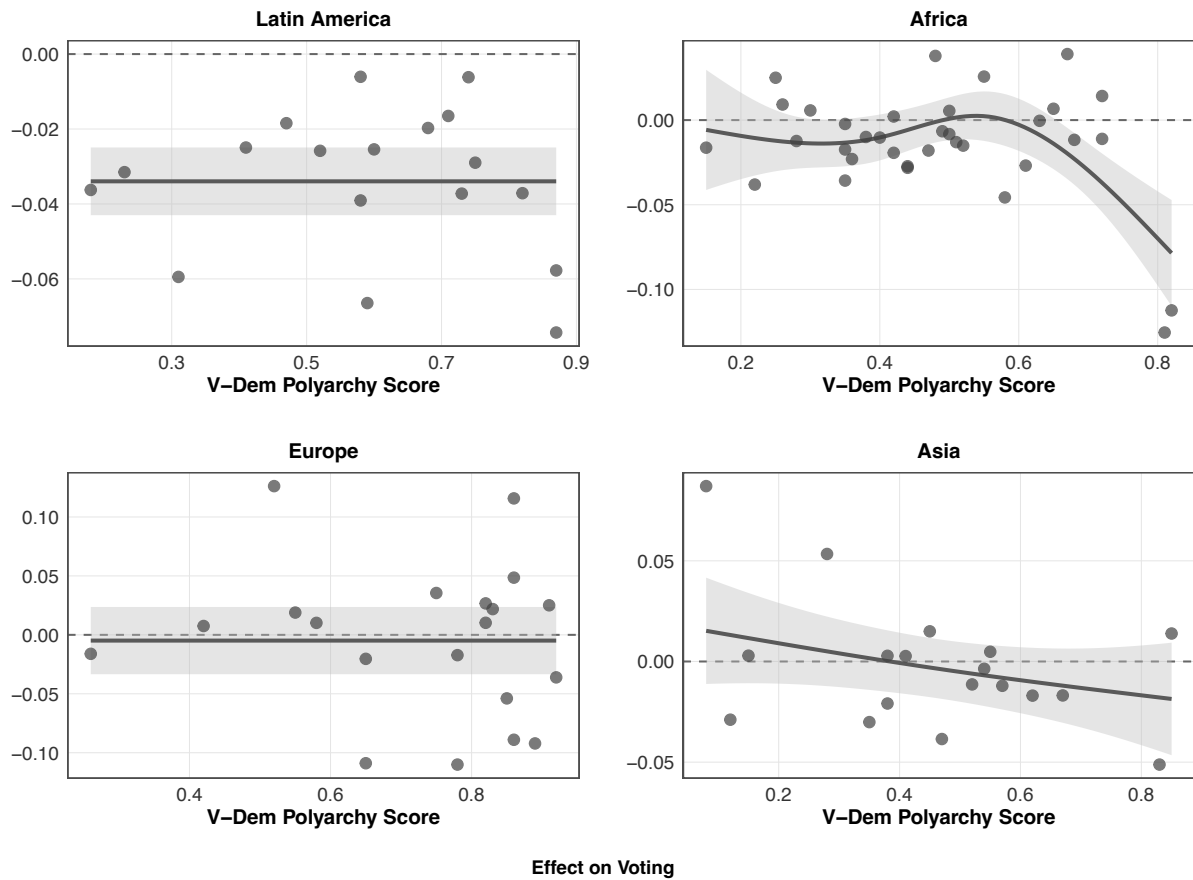 Latin America
0.00
−0.02
−0.04
−0.06
0.3 0.5 0.7 0.9
V−Dem Polyarchy Score
Africa
0.00
−0.05
−0.10
0.2 0.4 0.6 0.8
V−Dem Polyarchy Score
Europe
0.10
0.05
0.00
−0.05
−0.10
0.4 0.6 0.8
V−Dem Polyarchy Score
Asia
0.05
0.00
−0.05
0.2 0.4 0.6 0.8
V−Dem Polyarchy Score
Effect on Voting